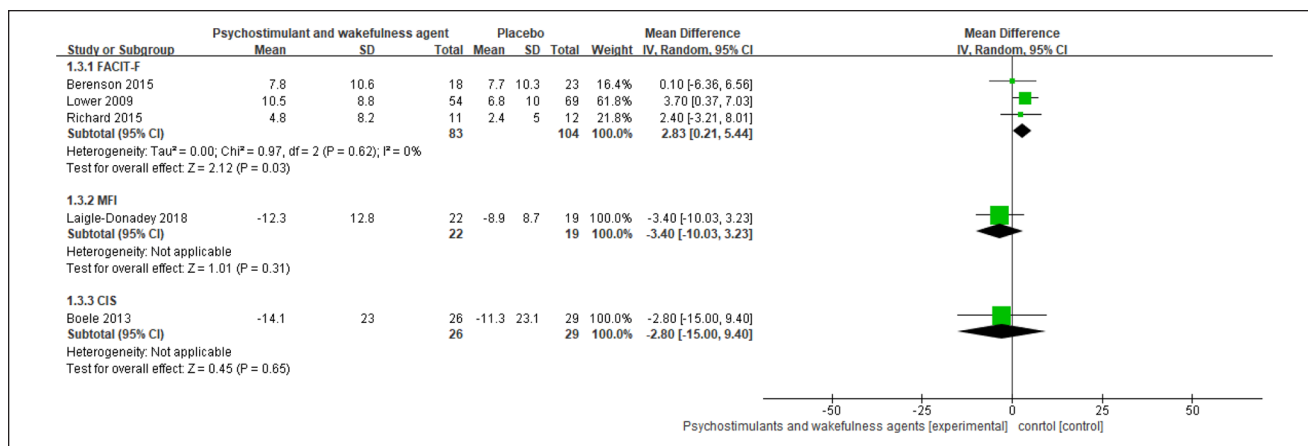 Psychostimulant and wakefulness agent Placebo Mean Difference Mean Difference
Study or Subgroup Mean SD Total Mean SD Total Weight IV, Random, 95% CI IV, Random, 95% CI
1.3.1 FACIT-F
Berenson 2015 7.8 10.6 18 7.7 10.3 23 16.4% 0.10 [-6.36, 6.56]
Lower 2009 10.5 8.8 54 6.8 10 69 61.8% 3.70 [0.37, 7.03]
Richard 2015 4.8 8.2 11 2.4 5 12 21.8% 2.40 [-3.21, 8.01]
Subtotal (95% CI) 83 104 100.0% 2.83 [0.21, 5.44]
Heterogeneity: Tau² = 0.00; Chi² = 0.97, df = 2 (P = 0.62); I² = 0%
Test for overall effect: Z = 2.12 (P = 0.03)
1.3.2 MFI
Laigle-Donadey 2018 -12.3 12.8 22 -8.9 8.7 19 100.0% -3.40 [-10.03, 3.23]
Subtotal (95% CI) 22 19 100.0% -3.40 [-10.03, 3.23]
Heterogeneity: Not applicable
Test for overall effect: Z = 1.01 (P = 0.31)
1.3.3 CIS
Boele 2013 -14.1 23 26 -11.3 23.1 29 100.0% -2.80 [-15.00, 9.40]
Subtotal (95% CI) 26 29 100.0% -2.80 [-15.00, 9.40]
Heterogeneity: Not applicable
Test for overall effect: Z = 0.45 (P = 0.65)
-50 -25 0 25 50
Psychostimulants and wakefulness agents [experimental] conrtol [control]